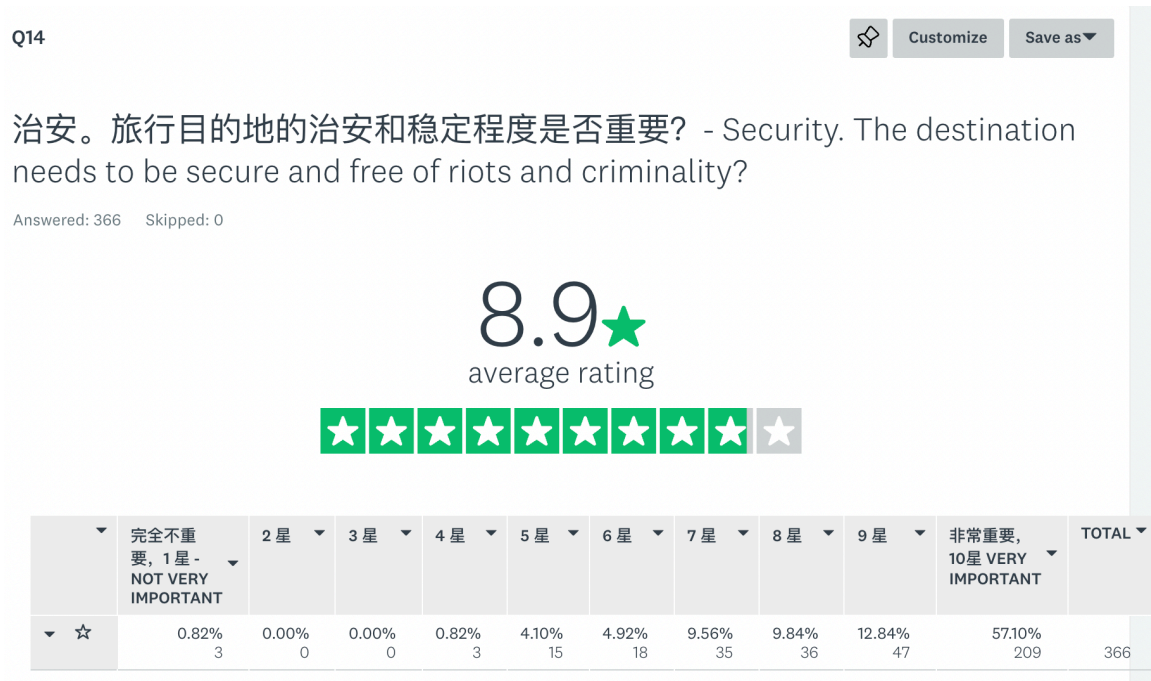 Q14
Customize
Save as
治安。旅行目的地的治安和稳定程度是否重要？ - Security. The destination
needs to be secure and free of riots and criminality?
Answered: 366 Skipped: 0
8.9
average rating
完全不重
要，1 星 -
NOT VERY
IMPORTANT
2 星
3 星
4 星
5 星
6 星
7 星
8 星
9 星
非常重要，
10星 VERY
IMPORTANT
TOTAL
0.82% 0.00% 0.00% 0.82% 4.10% 4.92% 9.56% 9.84% 12.84% 57.10%
3 0 0 3 15 18 35 36 47 209 366